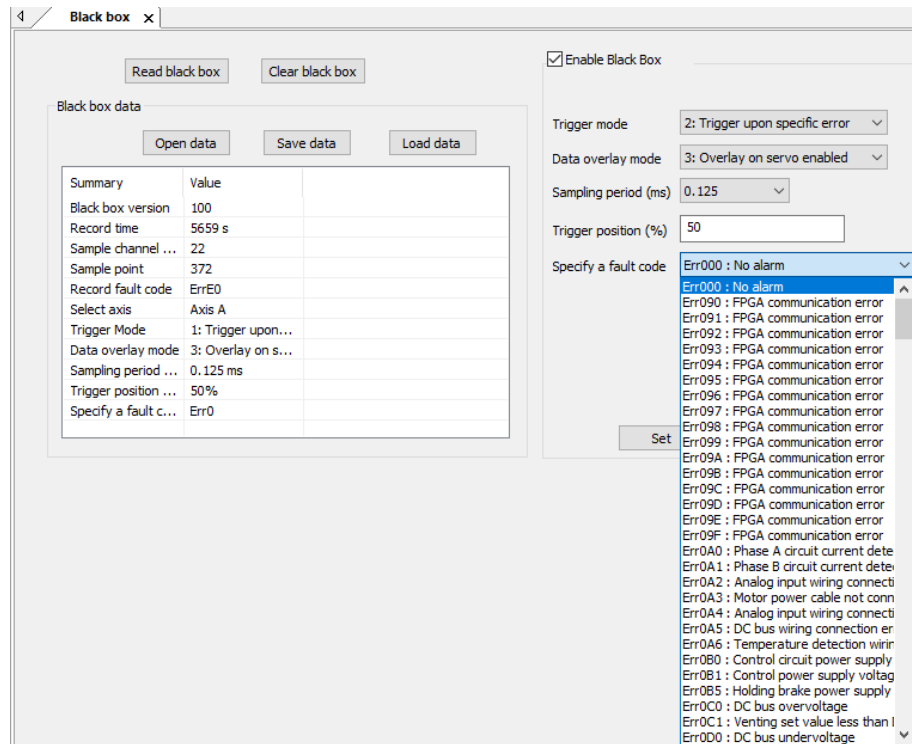 Black box
Read black box
Clear black box
Black box data
Open data
Save data
Load data
Summary Value
Black box version 100
Record time 5659 s
Sample channel ... 22
Sample point 372
Record fault code ErrE0
Select axis Axis A
Trigger Mode 1: Trigger upon...
Data overlay mode 3: Overlay on s...
Sampling period ... 0.125 ms
Trigger position ... 50%
Specify a fault c... Err0
Enable Black Box
Trigger mode 2: Trigger upon specific error
Data overlay mode 3: Overlay on servo enabled
Sampling period (ms) 0.125
Trigger position (%) 50
Specify a fault code Err000 : No alarm
Err000 : No alarm
Err090 : FPGA communication error
Err091 : FPGA communication error
Err092 : FPGA communication error
Err093 : FPGA communication error
Err094 : FPGA communication error
Err095 : FPGA communication error
Err096 : FPGA communication error
Err097 : FPGA communication error
Err098 : FPGA communication error
Err099 : FPGA communication error
Err09A : FPGA communication error
Err09B : FPGA communication error
Err09C : FPGA communication error
Err09D : FPGA communication error
Err09E : FPGA communication error
Err09F : FPGA communication error
Err0A0 : Phase A circuit current dete
Err0A1 : Phase B circuit current dete
Err0A2 : Analog input wiring connecti
Err0A3 : Motor power cable not conn
Err0A4 : Analog input wiring connecti
Err0A5 : DC bus wiring connection er
Err0A6 : Temperature detection wirin
Err0B0 : Control circuit power supply
Err0B1 : Control power supply voltag
Err0B5 : Holding brake power supply
Err0C0 : DC bus overvoltage
Err0C1 : Venting set value less than
Err0D0 : DC bus undervoltage
Set